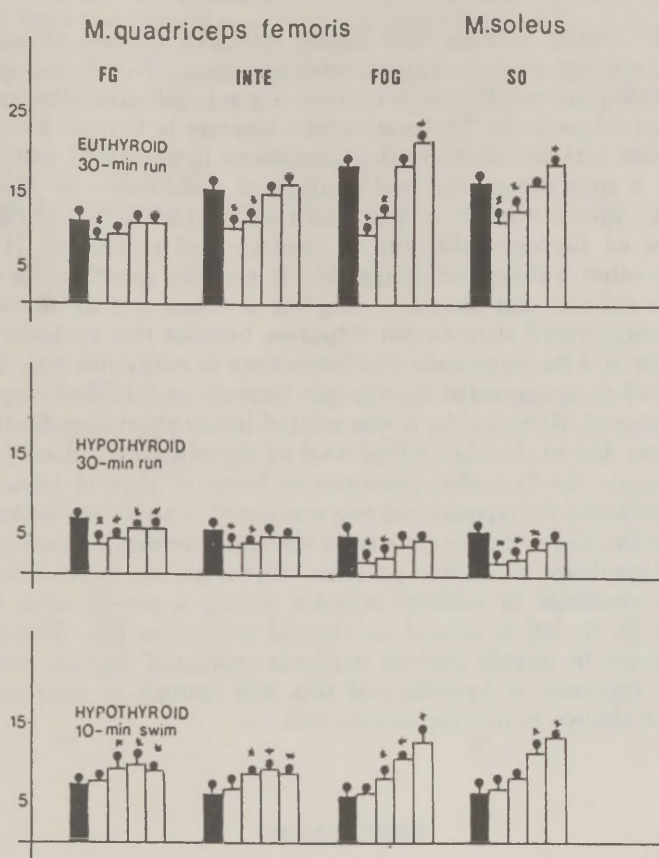 M.quadriceps femoris M.soleus
FG INTE FOG SO
25
EUTHYROID
30-min run
15
5
HYPOTHYROID
30-min run
15
5
HYPOTHYROID
10-min swim
15
5